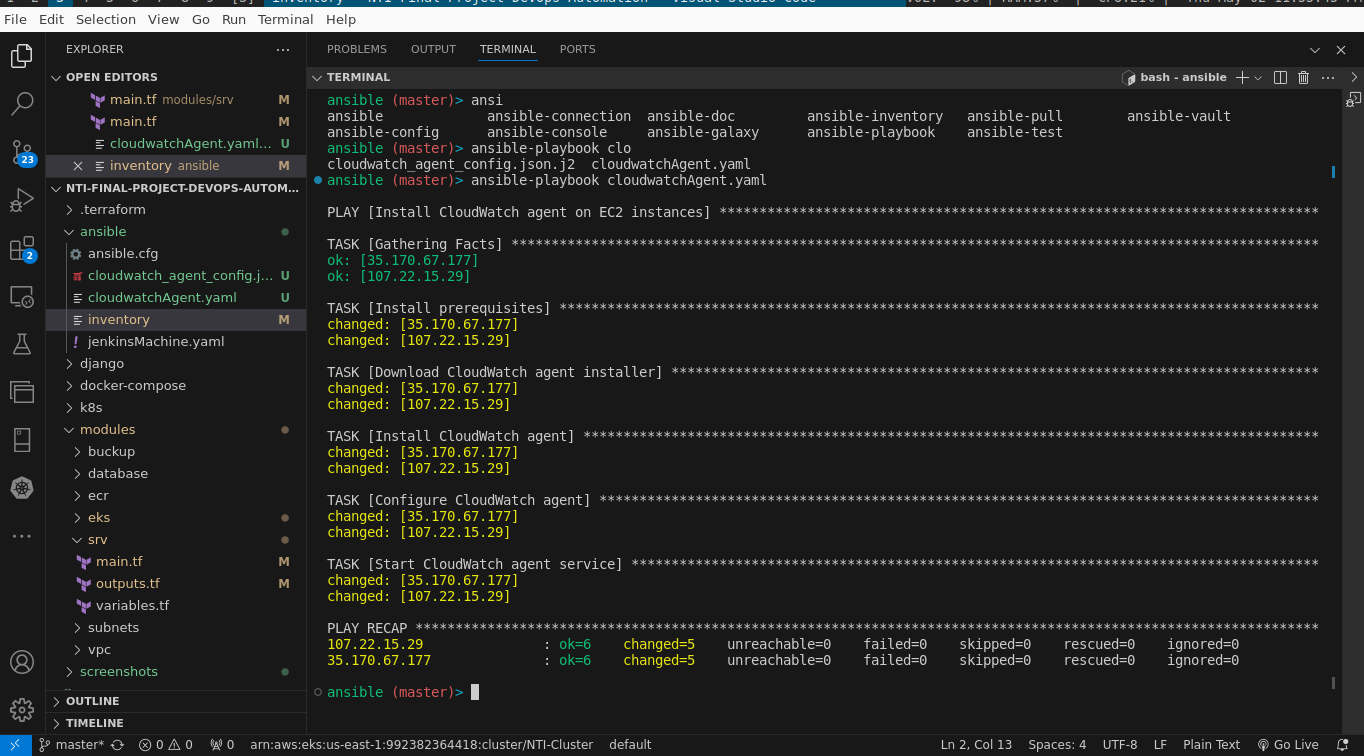 File Edit Selection View Go Run Terminal Help
EXPLORER
OPEN EDITORS
main.tf modules/srv M
main.tf M
cloudwatchAgent.yaml... U
inventory ansible M
NTI-FINAL-PROJECT-DEVOPS-AUTOM...
.terraform
ansible
ansible.cfg
cloudwatch_agent_config.j... U
cloudwatchAgent.yaml U
inventory M
jenkinsMachine.yaml
django
docker-compose
k8s
modules
buckup
database
ecr
eks
srv
main.tf M
outputs.tf M
variables.tf
subnets
vpc
screenshots
OUTLINE
TIMELINE
23
2
PROBLEMS OUTPUT TERMINAL PORTS
TERMINAL
bash - ansible
ansible (master)> ansi
ansible ansible-connection ansible-doc ansible-inventory ansible-pull ansible-vault
ansible-config ansible-console ansible-galaxy ansible-playbook ansible-test
ansible (master)> ansible-playbook clo
cloudwatch_agent_config.json.j2 cloudwatchAgent.yaml
ansible (master)> ansible-playbook cloudwatchAgent.yaml
PLAY [Install CloudWatch agent on EC2 instances] ***************************************************************************
TASK [Gathering Facts] *****************************************************************************************************
ok: [35.170.67.177]
ok: [107.22.15.29]
TASK [Install prerequisites] ***********************************************************************************************
changed: [35.170.67.177]
changed: [107.22.15.29]
TASK [Download CloudWatch agent installer] *********************************************************************************
changed: [35.170.67.177]
changed: [107.22.15.29]
TASK [Install CloudWatch agent] ********************************************************************************************
changed: [35.170.67.177]
changed: [107.22.15.29]
TASK [Configure CloudWatch agent] ******************************************************************************************
changed: [35.170.67.177]
changed: [107.22.15.29]
TASK [Start CloudWatch agent service] **************************************************************************************
changed: [35.170.67.177]
changed: [107.22.15.29]
PLAY RECAP *****************************************************************************************************************
107.22.15.29 : ok=6 changed=5 unreachable=0 failed=0 skipped=0 rescued=0 ignored=0
35.170.67.177 : ok=6 changed=5 unreachable=0 failed=0 skipped=0 rescued=0 ignored=0
ansible (master)>
master* 0 0 0 arn:aws:eks:us-east-1:992382364418:cluster/NTI-Cluster default Ln 2, Col 13 Spaces: 4 UTF-8 LF Plain Text Go Live